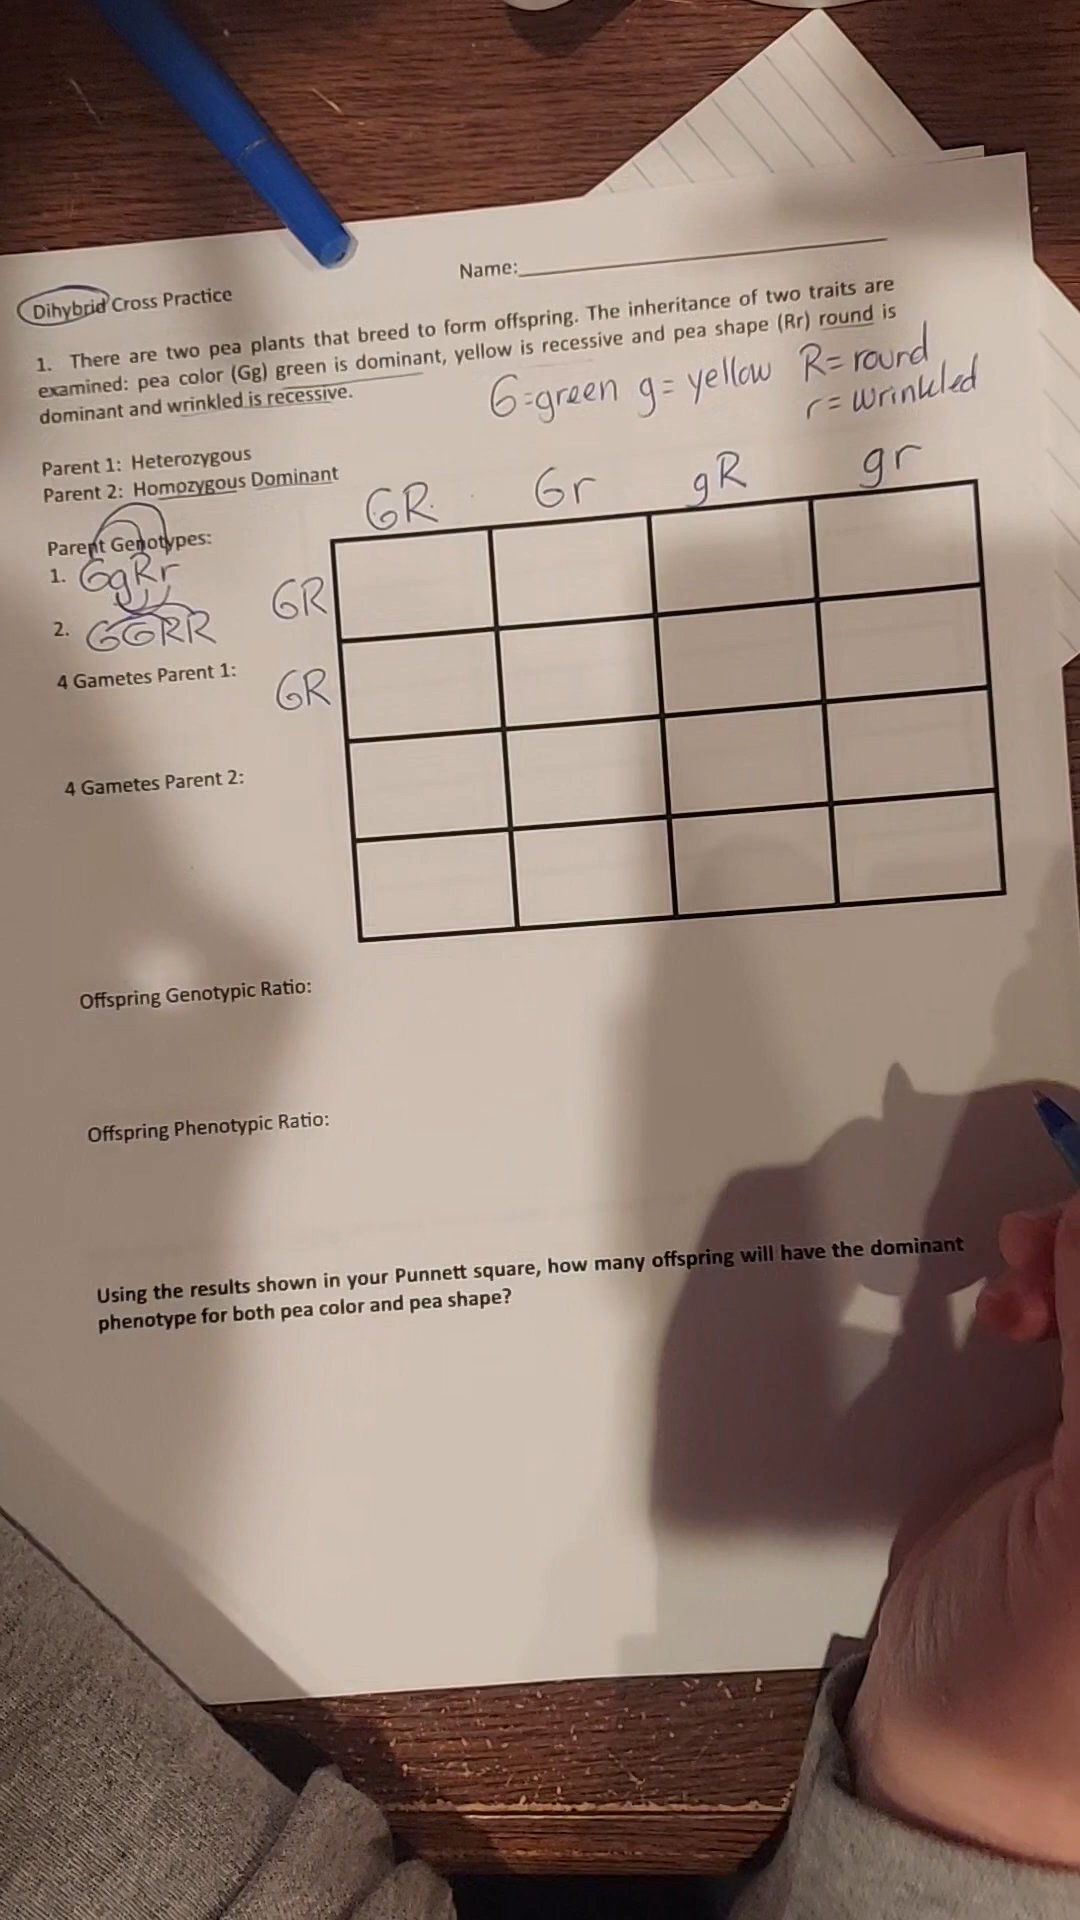 Name:
Dihybrid Cross Practice
1. There are two pea plants that breed to form offspring. The inheritance of two traits are
examined: pea color (Gg) green is dominant, yellow is recessive and pea shape (Rr) round is
dominant and wrinkled is recessive.
G=green g=yellow R=round
r=wrinkled
Parent 1: Heterozygous
Parent 2: Homozygous Dominant
GR Gr gR gr
Parent Genotypes:
1. GgRr
GR
2. GGRR
4 Gametes Parent 1:
GR
4 Gametes Parent 2:
Offspring Genotypic Ratio:
Offspring Phenotypic Ratio:
Using the results shown in your Punnett square, how many offspring will have the dominant
phenotype for both pea color and pea shape?